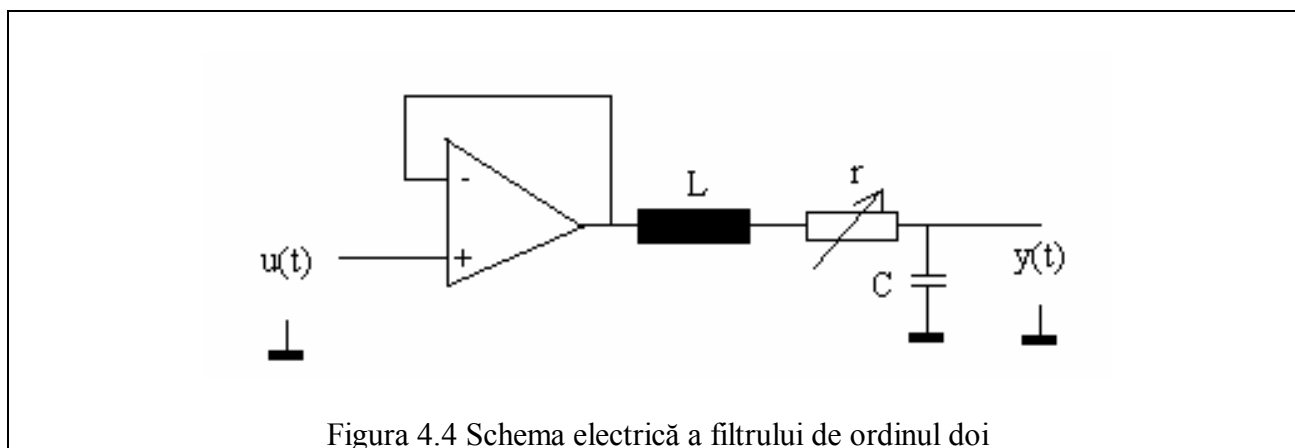 -
L
r
u(t)
+
C
y(t)
Figura 4.4 Schema electrică a filtrului de ordinul doi